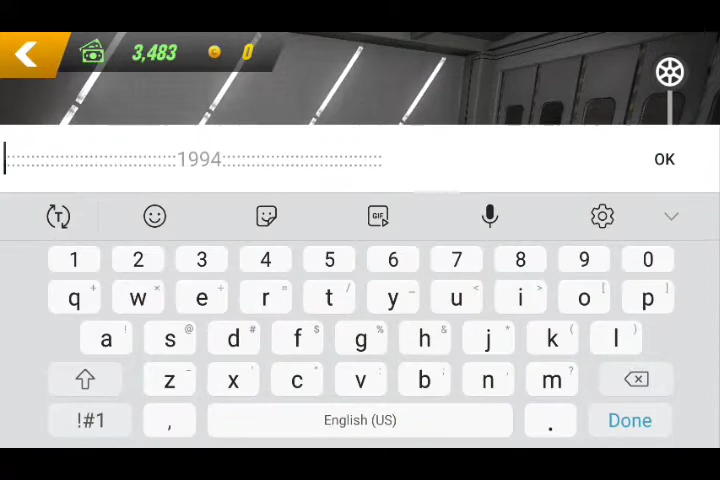 3,483 0
::::::::::::::::::::::::::::::::1994::::::::::::::::::::::::::::::
OK
T GIF
1 2 3 4 5 6 7 8 9 0
q + w × e ÷ r = t / y _ u < i > o [ p ]
a ! s @ d # f $ g % h & j * k ( l )
z - x ' c " v : b ; n , m ?
!#1 , English (US) . Done